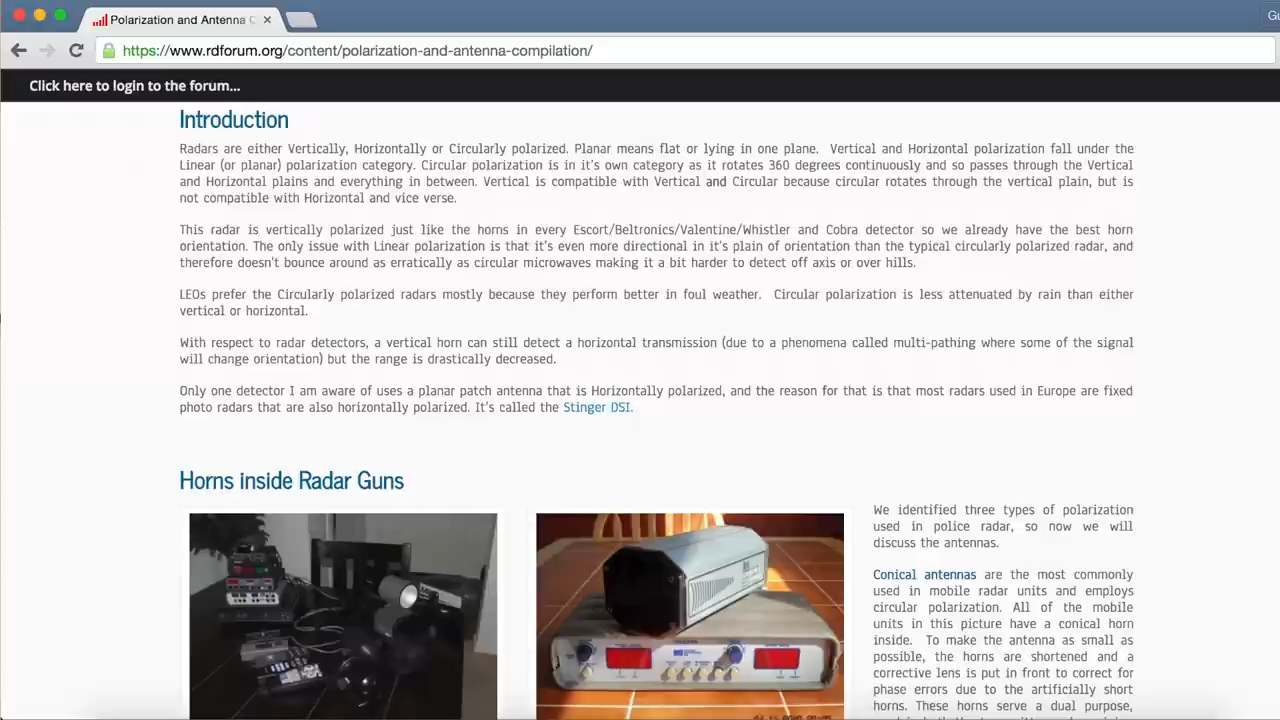 Polarization and Antenna C
Gu
https://www.rdforum.org/content/polarization-and-antenna-compilation/
Click here to login to the forum...
Introduction
Radars are either Vertically, Horizontally or Circularly polarized. Planar means flat or lying in one plane. Vertical and Horizontal polarization fall under the
Linear (or planar) polarization category. Circular polarization is in it's own category as it rotates 360 degrees continuously and so passes through the Vertical
and Horizontal plains and everything in between. Vertical is compatible with Vertical and Circular because circular rotates through the vertical plain, but is
not compatible with Horizontal and vice verse.
This radar is vertically polarized just like the horns in every Escort/Beltronics/Valentine/Whistler and Cobra detector so we already have the best horn
orientation. The only issue with Linear polarization is that it's even more directional in it's plain of orientation than the typical circularly polarized radar, and
therefore doesn't bounce around as erratically as circular microwaves making it a bit harder to detect off axis or over hills.
LEOs prefer the Circularly polarized radars mostly because they perform better in foul weather. Circular polarization is less attenuated by rain than either
vertical or horizontal.
With respect to radar detectors, a vertical horn can still detect a horizontal transmission (due to a phenomena called multi-pathing where some of the signal
will change orientation) but the range is drastically decreased.
Only one detector I am aware of uses a planar patch antenna that is Horizontally polarized, and the reason for that is that most radars used in Europe are fixed
photo radars that are also horizontally polarized. It's called the Stinger DSI.
Horns inside Radar Guns
We identified three types of polarization
used in police radar, so now we will
discuss the antennas.
Conical antennas are the most commonly
used in mobile radar units and employs
circular polarization. All of the mobile
units in this picture have a conical horn
inside. To make the antenna as small as
possible, the horns are shortened and a
corrective lens is put in front to correct for
phase errors due to the artificially short
horns. These horns serve a dual purpose,